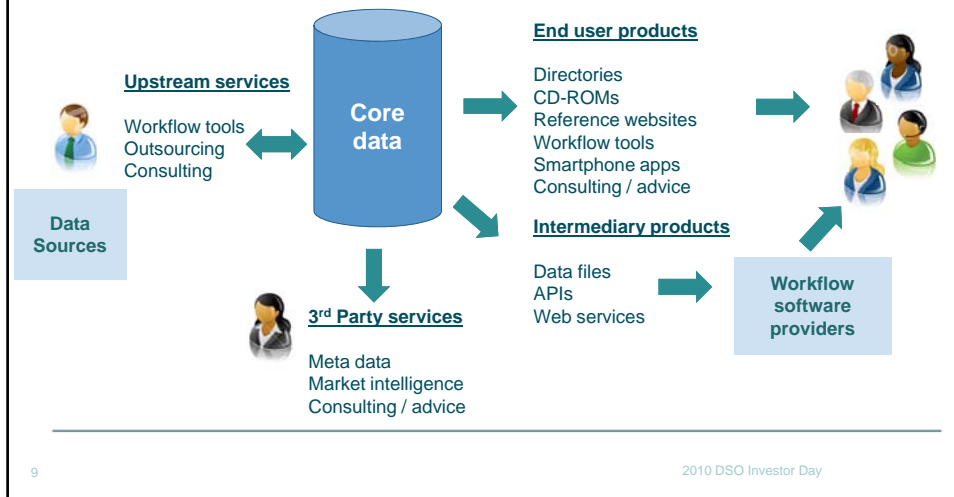 Upstream services
Workflow tools
Outsourcing
Consulting
Data
Sources
Core
data
End user products
Directories
CD-ROMs
Reference websites
Workflow tools
Smartphone apps
Consulting / advice
Intermediary products
Data files
APIs
Web services
Workflow
software
providers
3rd Party services
Meta data
Market intelligence
Consulting / advice
9
2010 DSO Investor Day